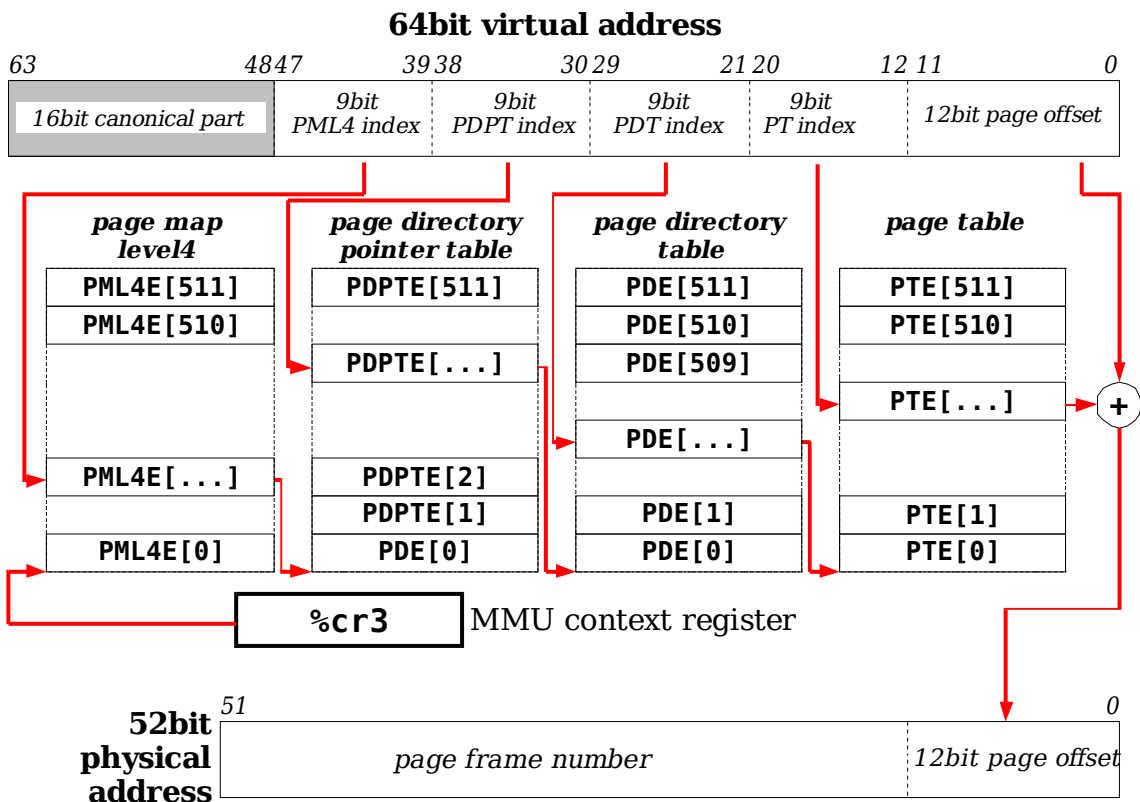 64bit virtual address
63 48 47 39 38 30 29 21 20 12 11 0
16bit canonical part
9bit
PML4 index
9bit
PDPT index
9bit
PDT index
9bit
PT index
12bit page offset
page map
level4
page directory
pointer table
page directory
table
page table
PML4E[511]
PML4E[510]
PML4E[...]
PML4E[0]
PDPTE[511]
PDPTE[...]
PDPTE[2]
PDPTE[1]
PDE[0]
PDE[511]
PDE[510]
PDE[509]
PDE[...]
PDE[1]
PDE[0]
PTE[511]
PTE[510]
PTE[...]
PTE[1]
PTE[0]
+
%cr3
MMU context register
51 0
52bit
physical
address
page frame number
12bit page offset